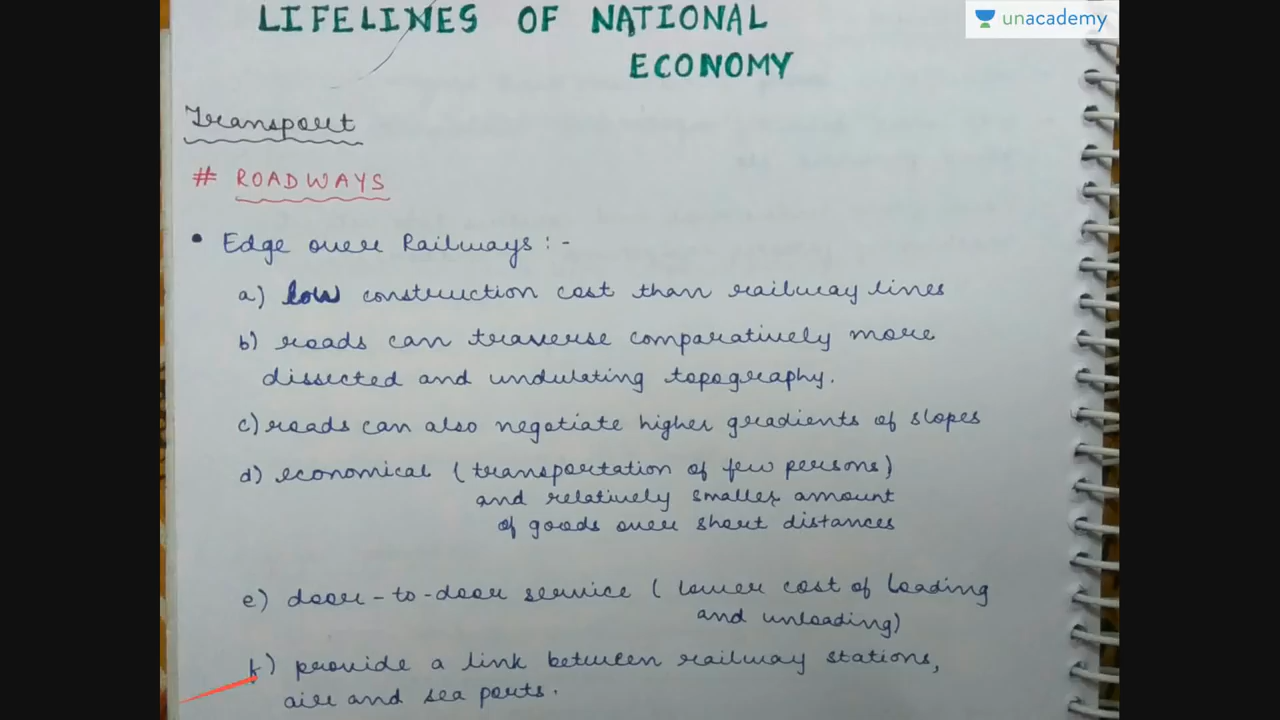 LIFELINES OF NATIONAL
ECONOMY
unacademy
Transport
# ROADWAYS
• Edge over Railways : -
a) low construction cost than railway lines
b) roads can traverse comparatively more
dissected and undulating topography.
c) roads can also negotiate higher gradients of slopes
d) economical (transportation of few persons)
and relatively smaller amount
of goods over short distances
e) door-to-door service (lower cost of loading
and unloading)
f) provide a link between railway stations,
air and sea ports.